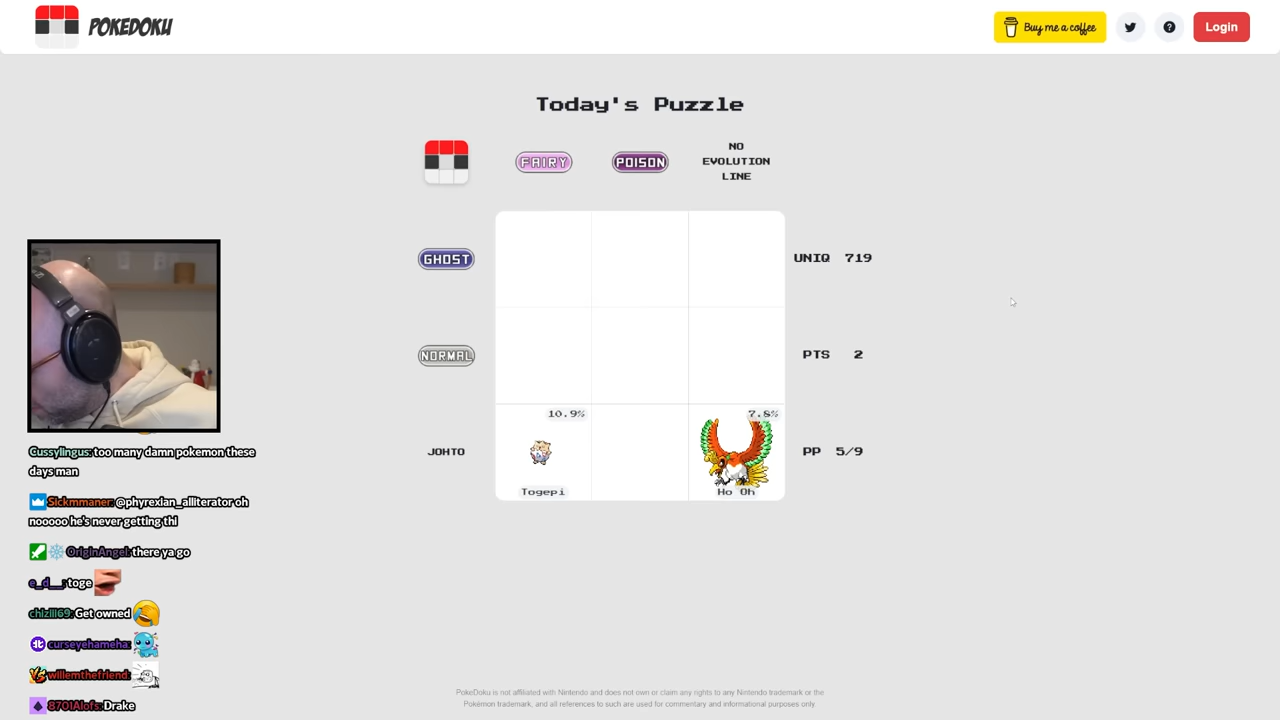 POKEDOKU
Buy me a coffee
Login
Today's Puzzle
FAIRY
POISON
NO
EVOLUTION
LINE
GHOST
UNIQ 719
NORMAL
PTS 2
10.9%
7.8%
JOHTO
PP 5/9
Togepi
Ho Oh
Cussylingus: too many damn pokemon these
days man
Sickmmaner: @phyrexian_alliterator oh
nooooo he's never getting thi
OriginAngel: there ya go
e_d__: toge
chizill69: Get owned
curseyehameha:
willemthefriend:
8701Alofs: Drake
PokeDoku is not affiliated with Nintendo and does not own or claim any rights to any Nintendo trademark or the
Pokémon trademark, and all references to such are used for commentary and informational purposes only.